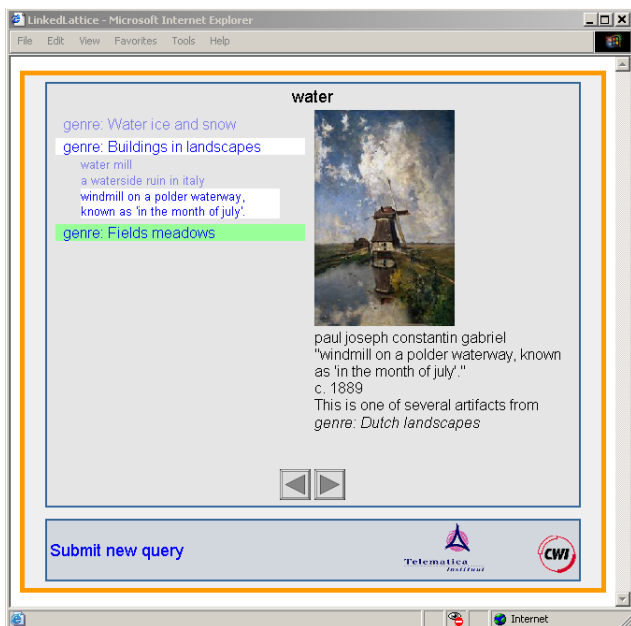 LinkedLattice - Microsoft Internet Explorer
File Edit View Favorites Tools Help
water
genre: Water ice and snow
genre: Buildings in landscapes
water mill
a waterside ruin in italy
windmill on a polder waterway,
known as 'in the month of july'.
genre: Fields meadows
paul joseph constantin gabriel
"windmill on a polder waterway, known
as 'in the month of july'."
c. 1889
This is one of several artifacts from
genre: Dutch landscapes
Submit new query
Telematica
Instituut
CWI
Internet